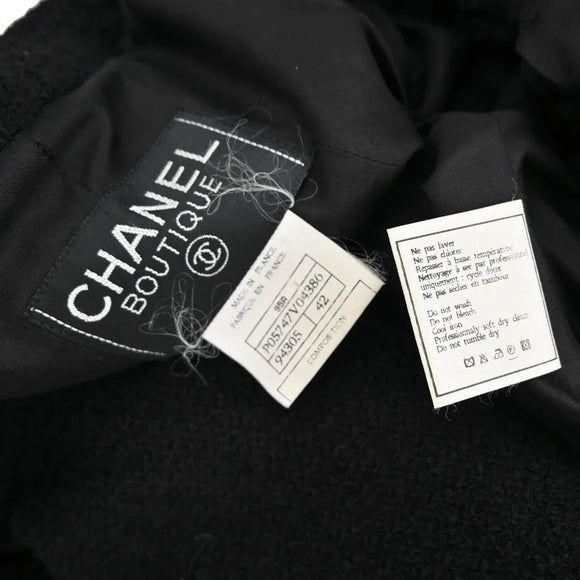 CHANEL
BOUTIQUE
MADE IN FRANCE
FABRIQUE EN FRANCE
95P
P05747V04386
94305 42
COMPOSITION
Ne pas laver
Ne pas chlorer
Repasser à basse température
Nettoyage à sec par professionnel
uniquement : cycle doux
Ne pas sécher en tambour
Do not wash
Do not bleach
Cool iron
Professionnaly soft dry clean
Do not tumble dry